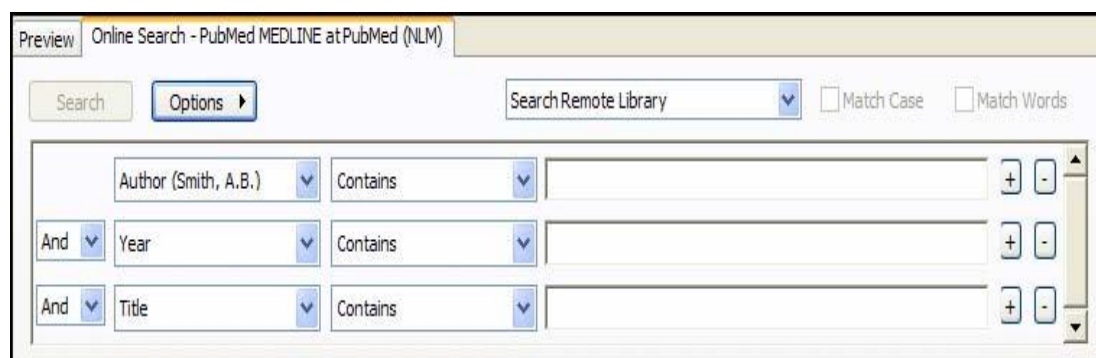 Preview Online Search - PubMed MEDLINE at PubMed (NLM)
Search Options Search Remote Library Match Case Match Words
Author (Smith, A.B.) Contains + -
And Year Contains + -
And Title Contains + -